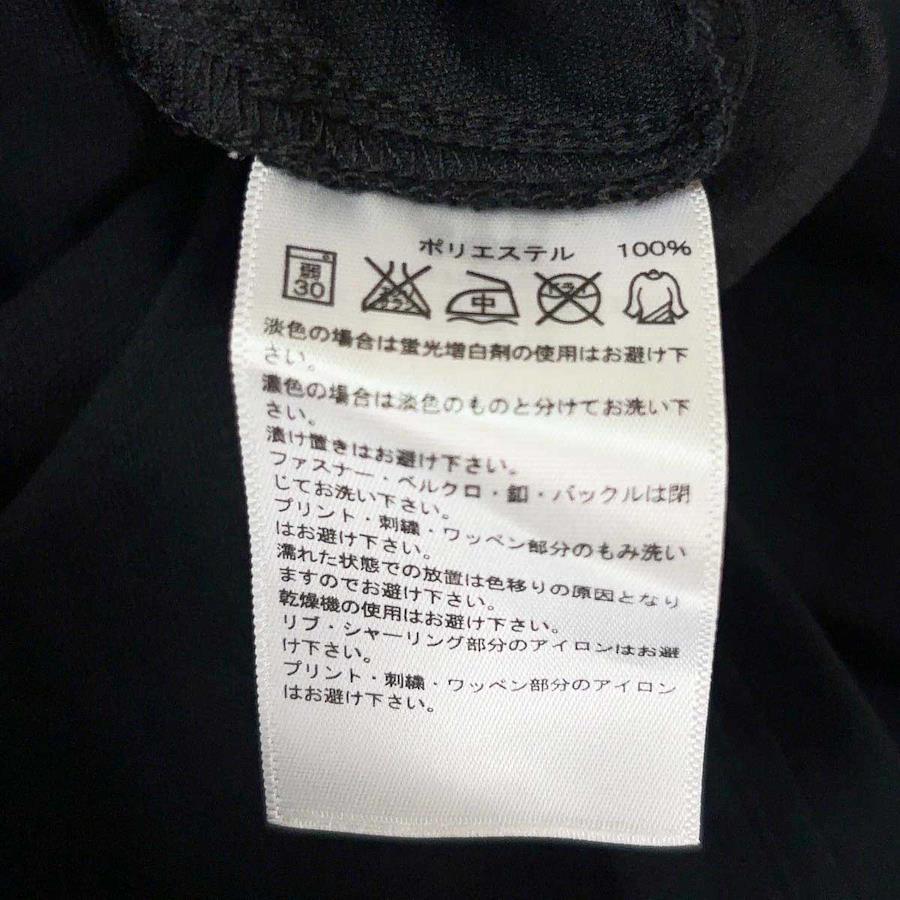 ポリエステル 100%
弱 30 エンソサラシ 中 ドライ
淡色の場合は蛍光増白剤の使用はお避け下
さい。
濃色の場合は淡色のものと分けてお洗い下
さい。
漬け置きはお避け下さい。
ファスナー・ベルクロ・釦・バックルは閉
じてお洗い下さい。
プリント・刺繍・ワッペン部分のもみ洗い
はお避け下さい。
濡れた状態での放置は色移りの原因となり
ますのでお避け下さい。
乾燥機の使用はお避け下さい。
リブ・シャーリング部分のアイロンはお避
け下さい。
プリント・刺繍・ワッペン部分のアイロン
はお避け下さい。